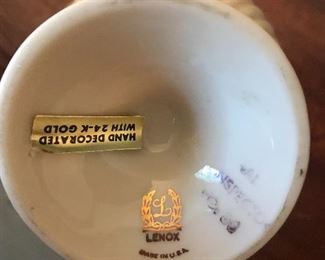 HAND DECORATED
WITH 24-K GOLD
L
LENOX
MADE IN U.S.A.